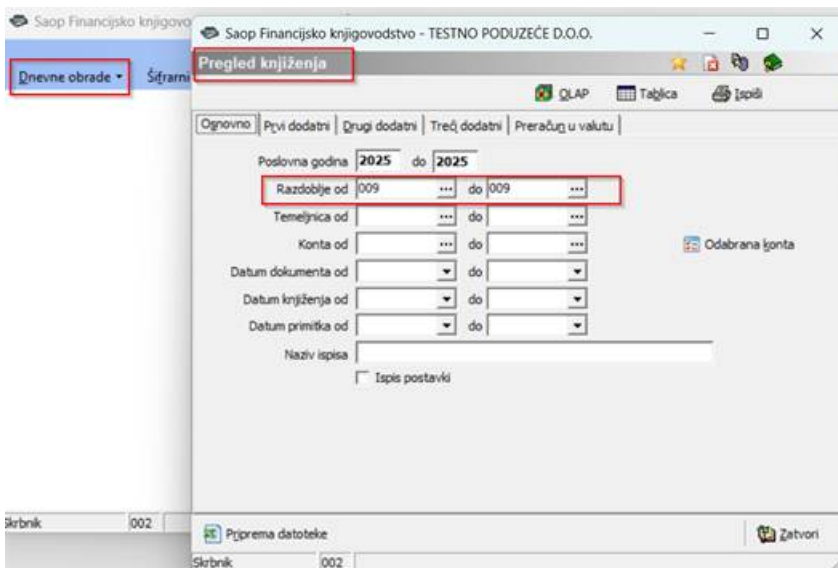 Saop Financijsko knjigovo
Dnevne obrade
Šifrarni
Saop Financijsko knjigovodstvo - TESTNO PODUZEĆE D.O.O.
Pregled knjiženja
OLAP Tablica Ispiši
Osnovno Prvi dodatni Drugi dodatni Treći dodatni Preračun u valutu
Poslovna godina 2025 do 2025
Razdoblje od 009 ... do 009 ...
Temeljnica od ... do ...
Konta od ... do ... Odabrana konta
Datum dokumenta od do
Datum knjiženja od do
Datum primitka od do
Naziv ispisa
Ispis postavki
Priprema datoteke Zatvori
Skrbnik 002
Skrbnik 002